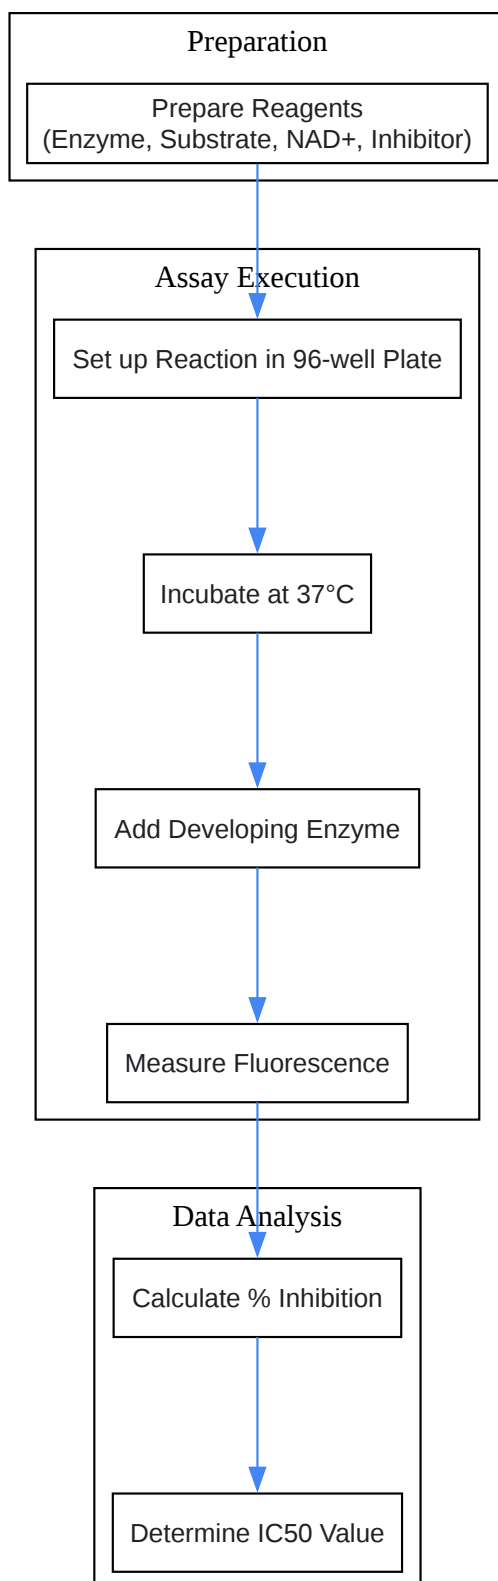 Preparation
Prepare Reagents
(Enzyme, Substrate, NAD+, Inhibitor)
Assay Execution
Set up Reaction in 96-well Plate
Incubate at 37°C
Add Developing Enzyme
Measure Fluorescence
Data Analysis
Calculate % Inhibition
Determine IC50 Value